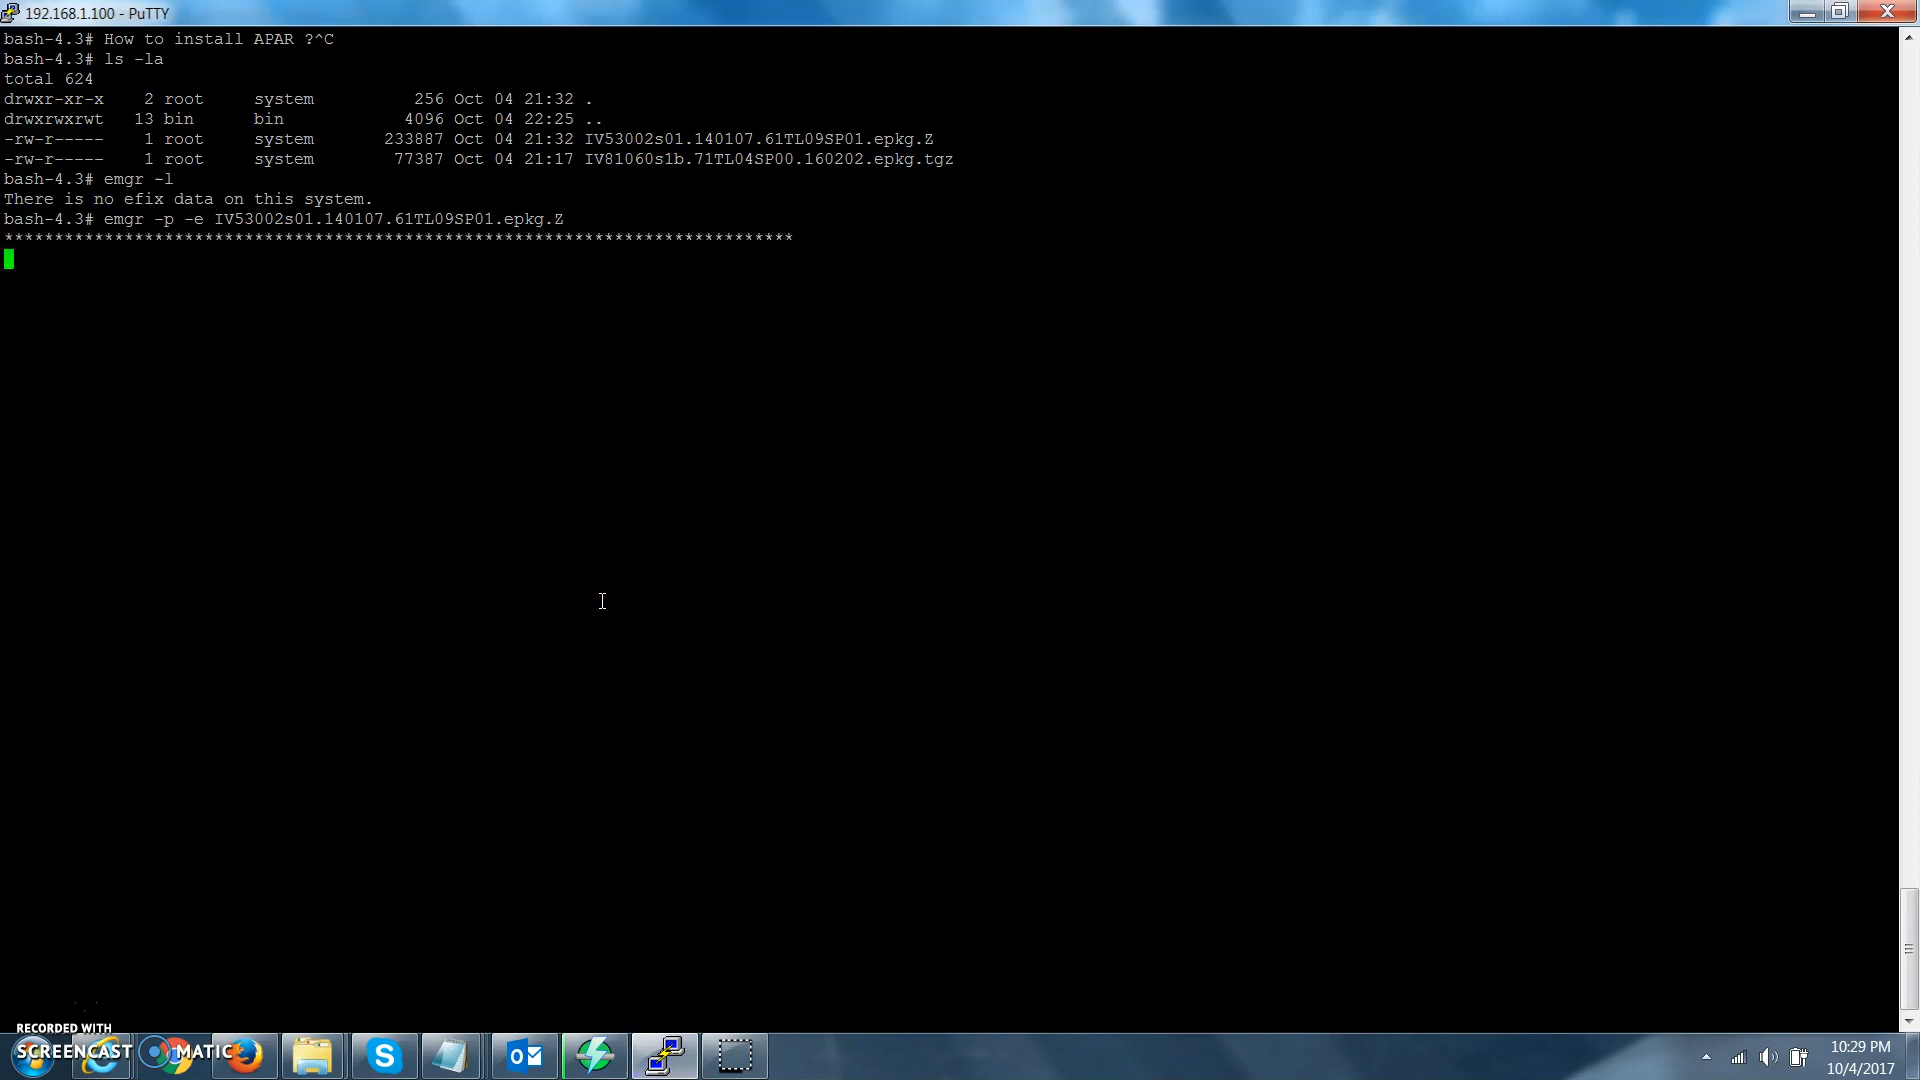 192.168.1.100 - PuTTY
bash-4.3# How to install APAR ?^C
bash-4.3# ls -la
total 624
drwxr-xr-x   2 root     system          256 Oct 04 21:32 .
drwxrwxrwt   13 bin      bin            4096 Oct 04 22:25 ..
-rw-r-----   1 root     system       233887 Oct 04 21:32 IV53002s01.140107.61TL09SP01.epkg.Z
-rw-r-----   1 root     system        77387 Oct 04 21:17 IV81060s1b.71TL04SP00.160202.epkg.tgz
bash-4.3# emgr -l
There is no efix data on this system.
bash-4.3# emgr -p -e IV53002s01.140107.61TL09SP01.epkg.Z
*******************************************************************************
RECORDED WITH
SCREENCAST MATIC
10:29 PM
10/4/2017